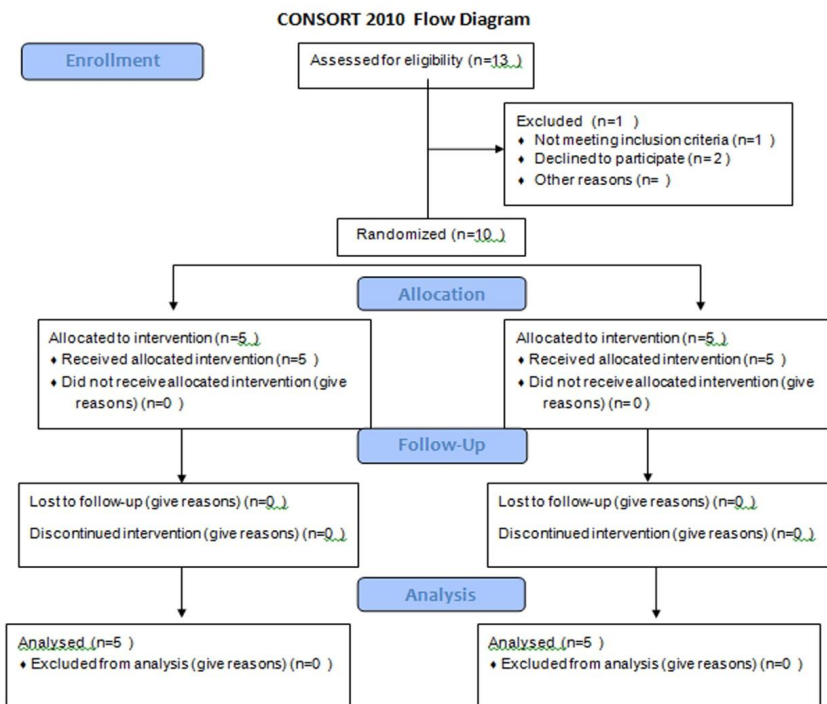 CONSORT 2010 Flow Diagram
Enrollment
Assessed for eligibility (n=13 )
Excluded (n=1 )
♦ Not meeting inclusion criteria (n=1 )
♦ Declined to participate (n=2 )
♦ Other reasons (n= )
Randomized (n=10 )
Allocation
Allocated to intervention (n=5 )
♦ Received allocated intervention (n=5 )
♦ Did not receive allocated intervention (give
reasons) (n=0 )
Allocated to intervention (n=5 )
♦ Received allocated intervention (n=5 )
♦ Did not receive allocated intervention (give
reasons) (n= 0 )
Follow-Up
Lost to follow-up (give reasons) (n=0 )
Discontinued intervention (give reasons) (n=0 )
Lost to follow-up (give reasons) (n=0 )
Discontinued intervention (give reasons) (n=0 )
Analysis
Analysed (n=5 )
♦ Excluded from analysis (give reasons) (n=0 )
Analysed (n=5 )
♦ Excluded from analysis (give reasons) (n=0 )